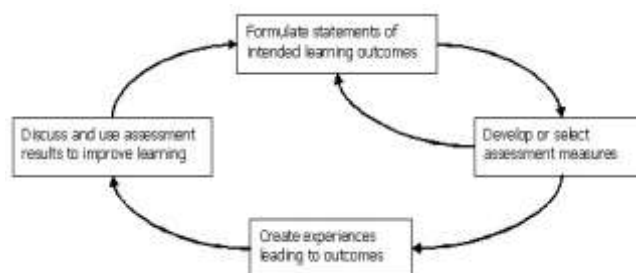 Formulate statements of
intended learning outcomes
Discuss and use assessment
results to improve learning
Develop or select
assessment measures
Create experiences
leading to outcomes